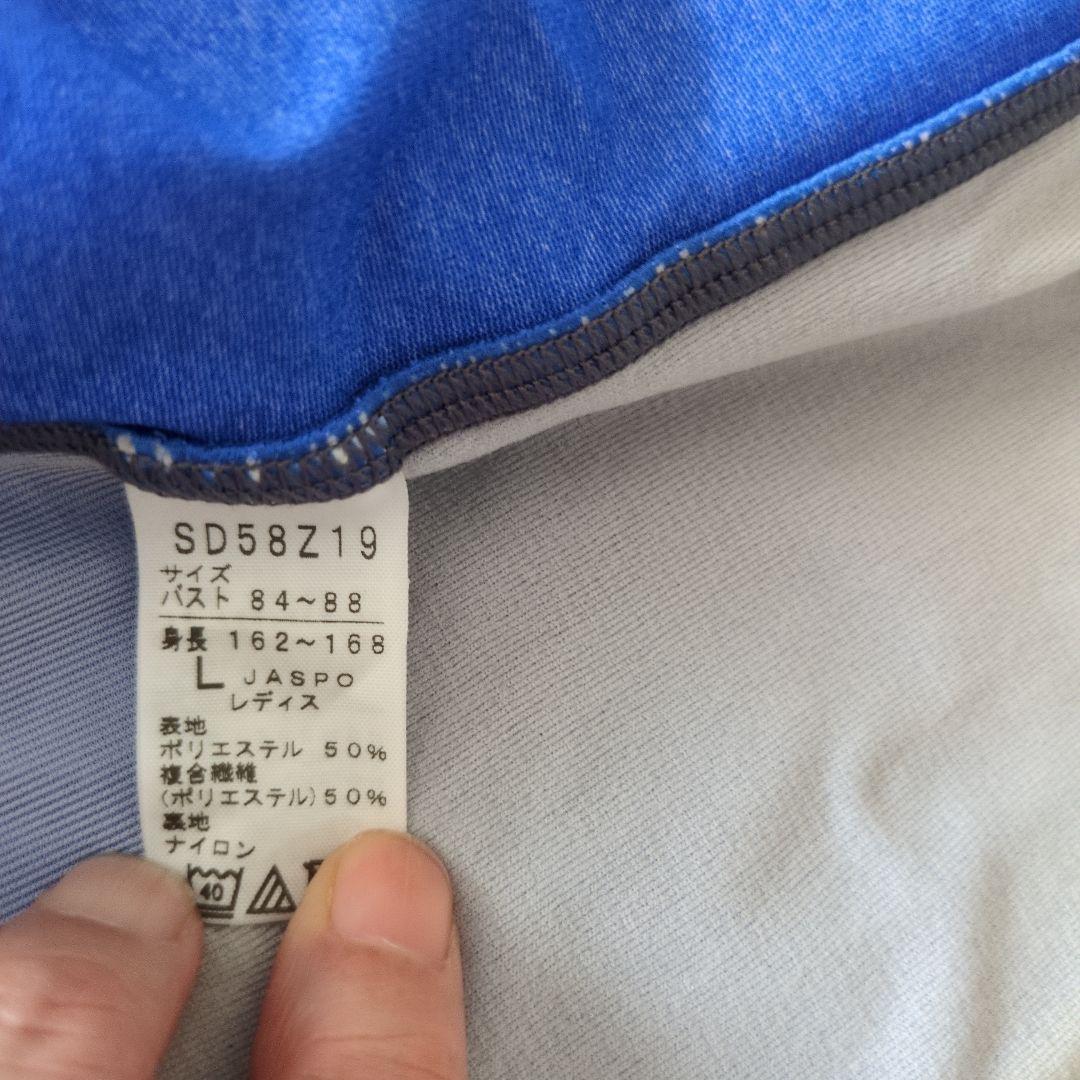 SD58Z19
サイズ
バスト 84~88
身長 162~168
L JASPO
レディス
表地
ポリエステル 50%
複合繊維
(ポリエステル)50%
裏地
ナイロン
40